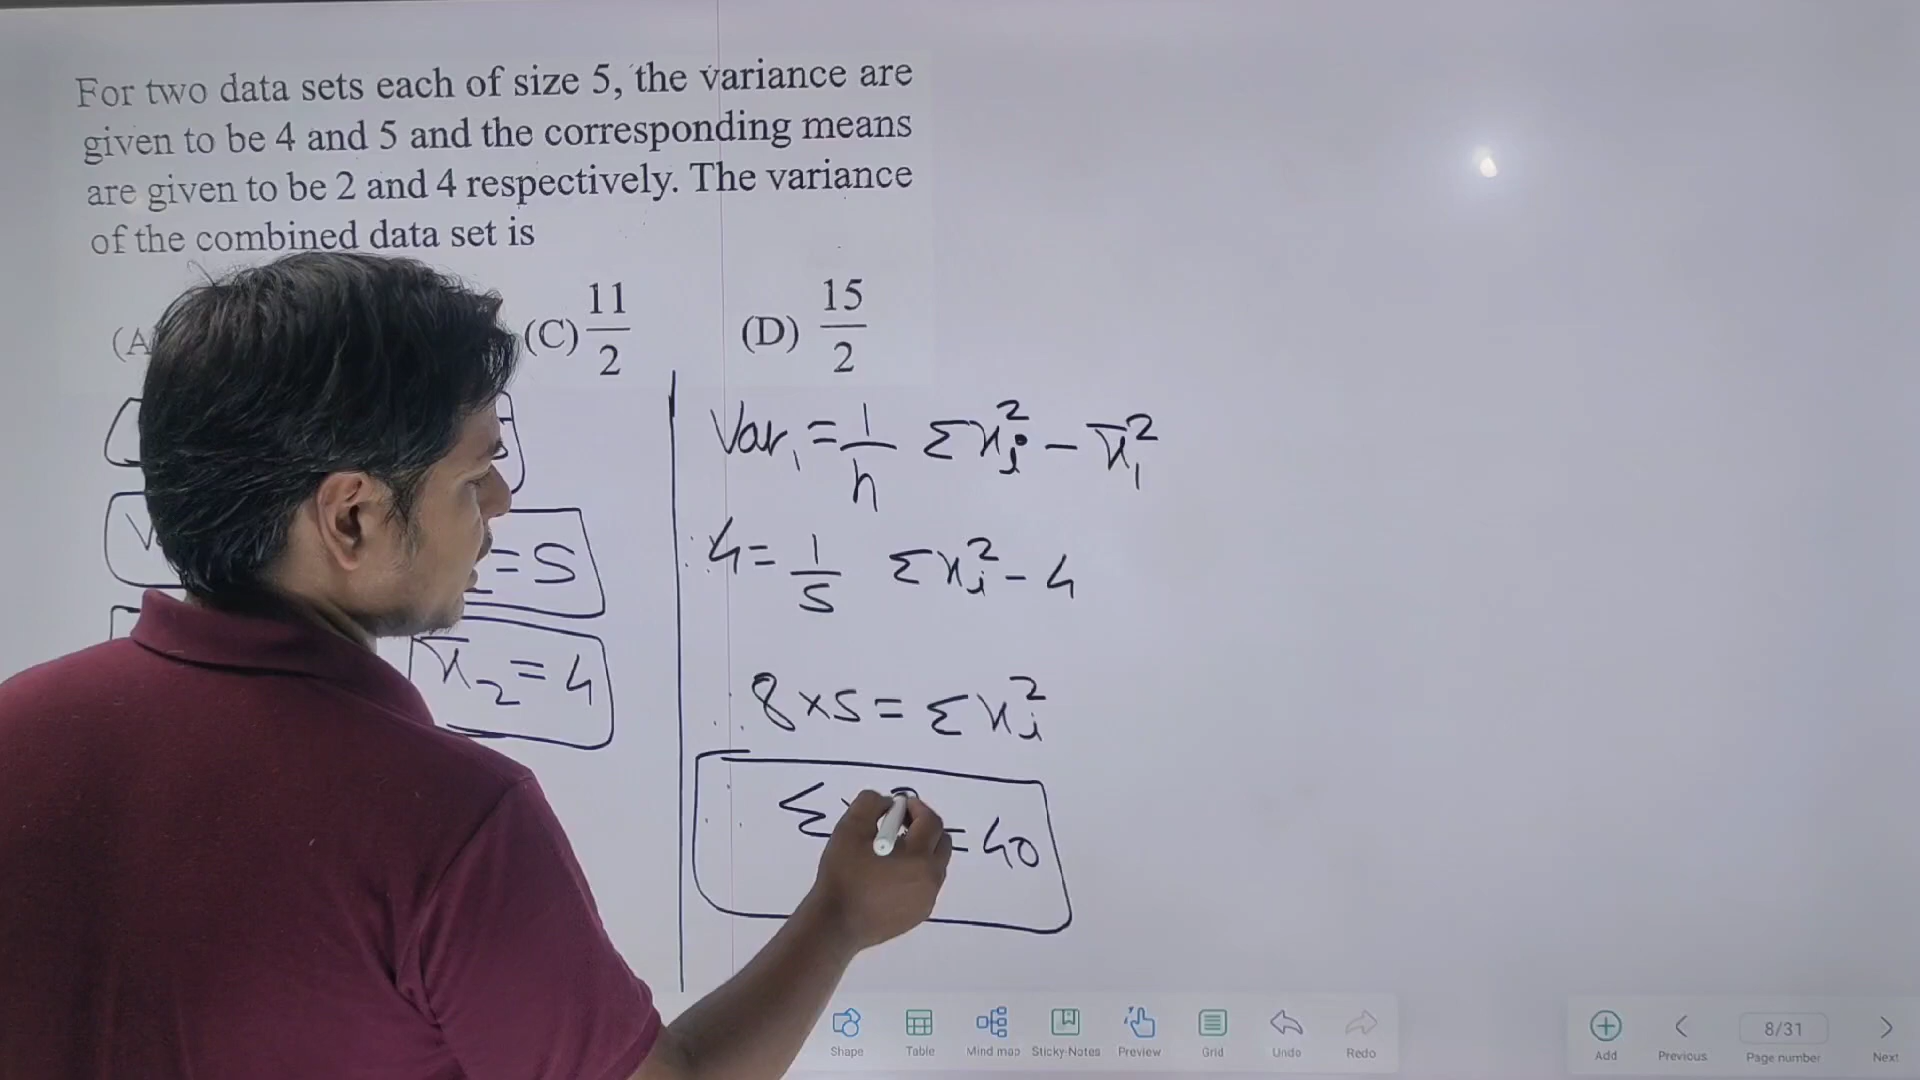 For two data sets each of size 5, the variance are
given to be 4 and 5 and the corresponding means
are given to be 2 and 4 respectively. The variance
of the combined data set is
(A (C) 11/2 (D) 15/2
Var₁ = 1/n Σxᵢ² − x̄₁²
4 = 1/5 Σxᵢ² − 4
= 5
x̄₂ = 4
8×5 = Σxᵢ²
Σ = 40
Shape Table Mind map Sticky-Notes Preview Grid Undo Redo
Add Previous 8/31 Page number Next